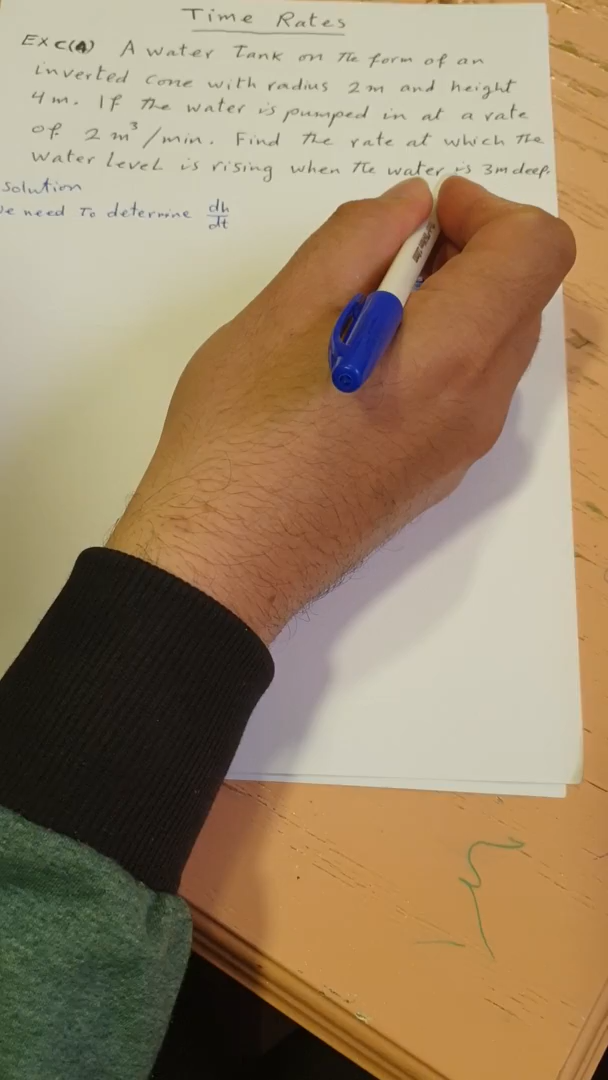 Time Rates
Ex C(A) A water Tank on the form of an
inverted cone with radius 2m and height
4m. If the water is pumped in at a rate
of 2 m³/min. Find the rate at which the
water level is rising when the water is 3m deep.
solution
need To determine dh/dt